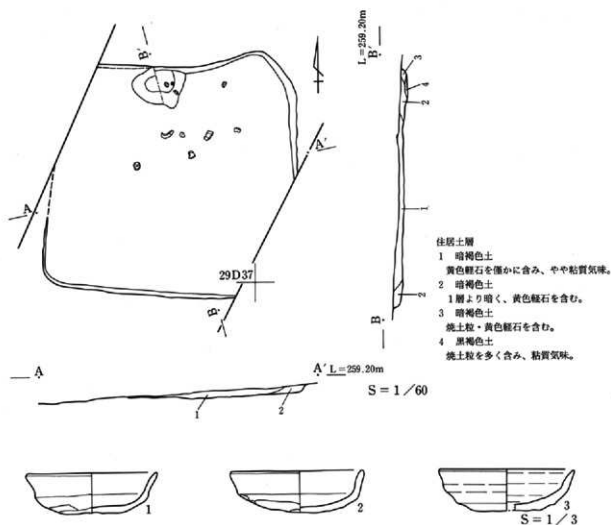 B′
L=259.20m
B′
3
4
2
A′
A
1
29D37
B
2
B
住居土層
1 暗褐色土
黄色軽石を僅かに含み、やや粘質気味。
2 暗褐色土
1層より暗く、黄色軽石を含む。
3 暗褐色土
焼土粒・黄色軽石を含む。
4 黒褐色土
焼土粒を多く含み、粘質気味。
A
A′ L=259.20m
1
2
S=1/60
1
2
3
S=1/3